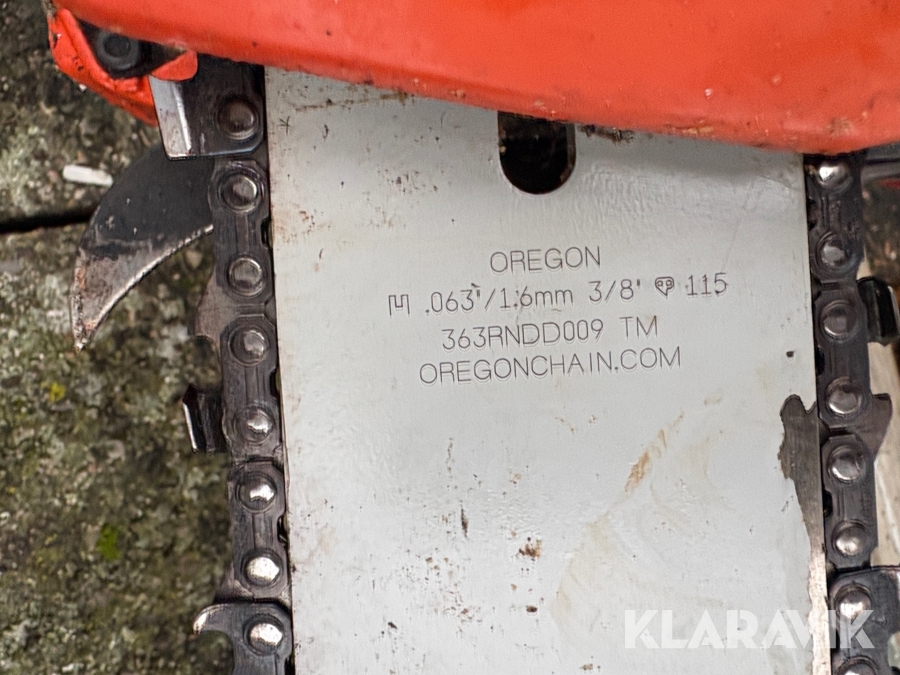 OREGON
.063"/1.6mm 3/8" 115
363RNDD009 TM
OREGONCHAIN.COM
KLARAVIK